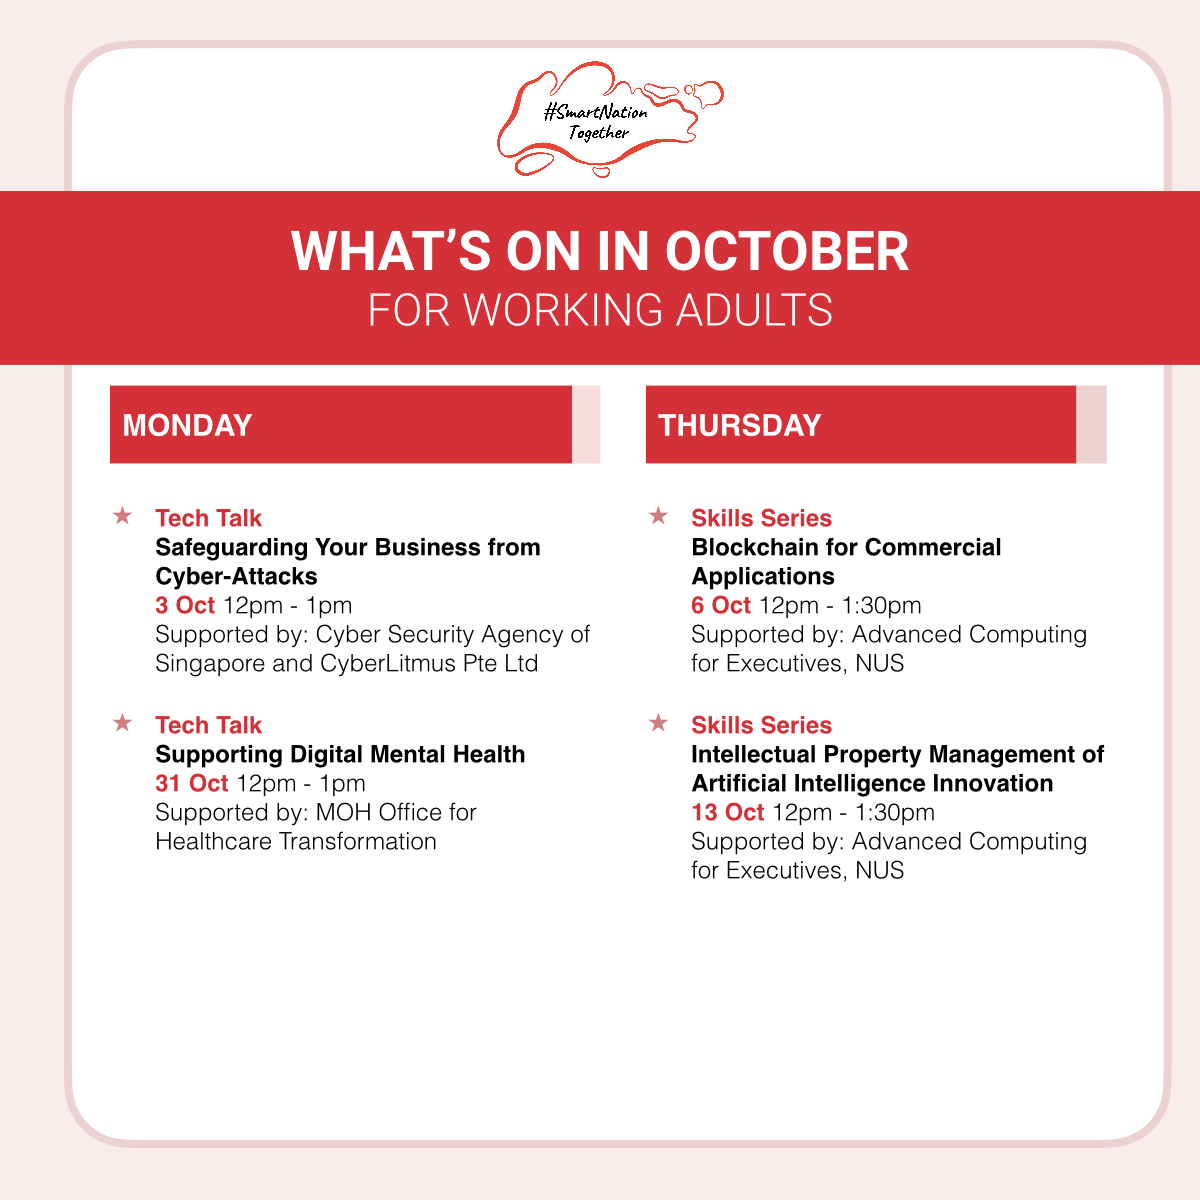 #SmartNation
Together
WHAT’S ON IN OCTOBER
FOR WORKING ADULTS
MONDAY
★ Tech Talk
Safeguarding Your Business from
Cyber-Attacks
3 Oct 12pm - 1pm
Supported by: Cyber Security Agency of
Singapore and CyberLitmus Pte Ltd
★ Tech Talk
Supporting Digital Mental Health
31 Oct 12pm - 1pm
Supported by: MOH Office for
Healthcare Transformation
THURSDAY
★ Skills Series
Blockchain for Commercial
Applications
6 Oct 12pm - 1:30pm
Supported by: Advanced Computing
for Executives, NUS
★ Skills Series
Intellectual Property Management of
Artificial Intelligence Innovation
13 Oct 12pm - 1:30pm
Supported by: Advanced Computing
for Executives, NUS